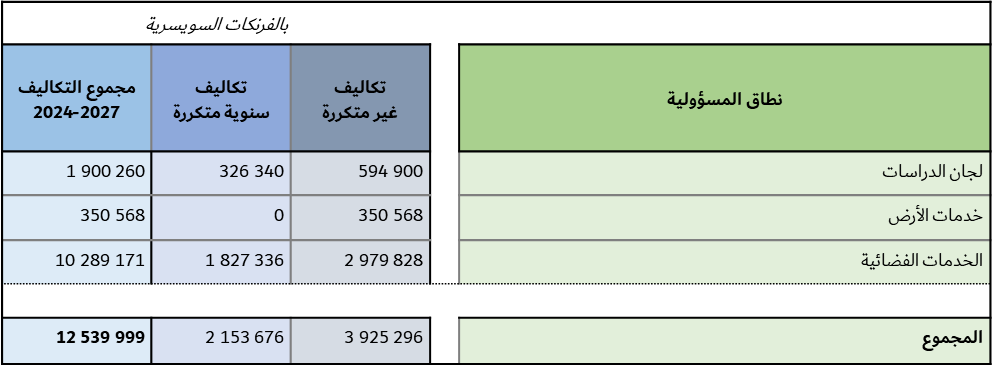 بالفرنكات السويسرية
نطاق المسؤولية تكاليف غير متكررة تكاليف سنوية متكررة مجموع التكاليف 2024-2027
لجان الدراسات 594 900 326 340 1 900 260
خدمات الأرض 350 568 0 350 568
الخدمات الفضائية 2 979 828 1 827 336 10 289 171
المجموع 3 925 296 2 153 676 12 539 999